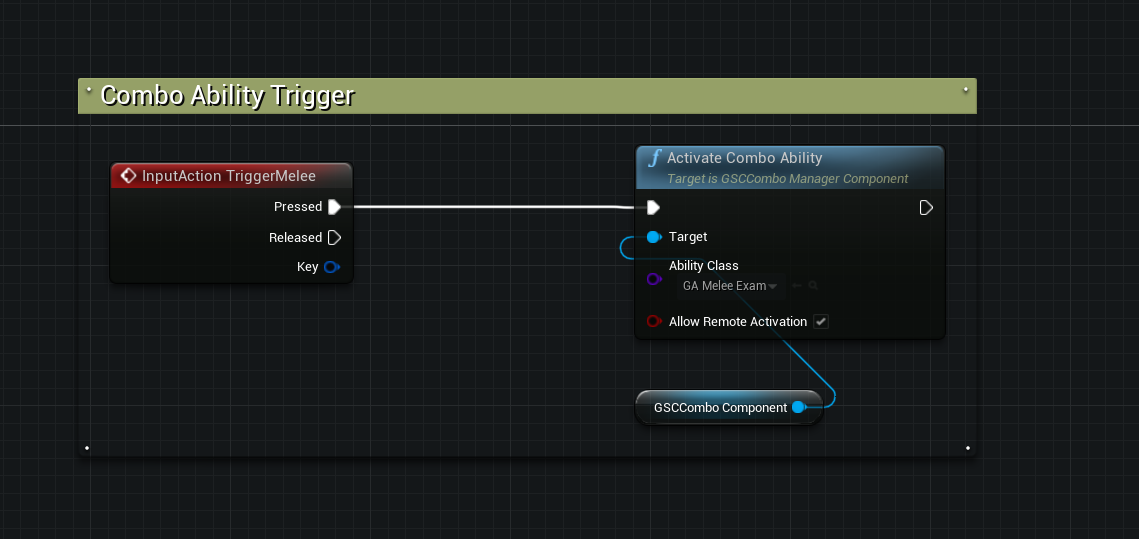 Combo Ability Trigger
InputAction TriggerMelee
Pressed
Released
Key
f Activate Combo Ability
Target is GSCCombo Manager Component
Target
Ability Class
GA Melee Exam
Allow Remote Activation
GSCCombo Component